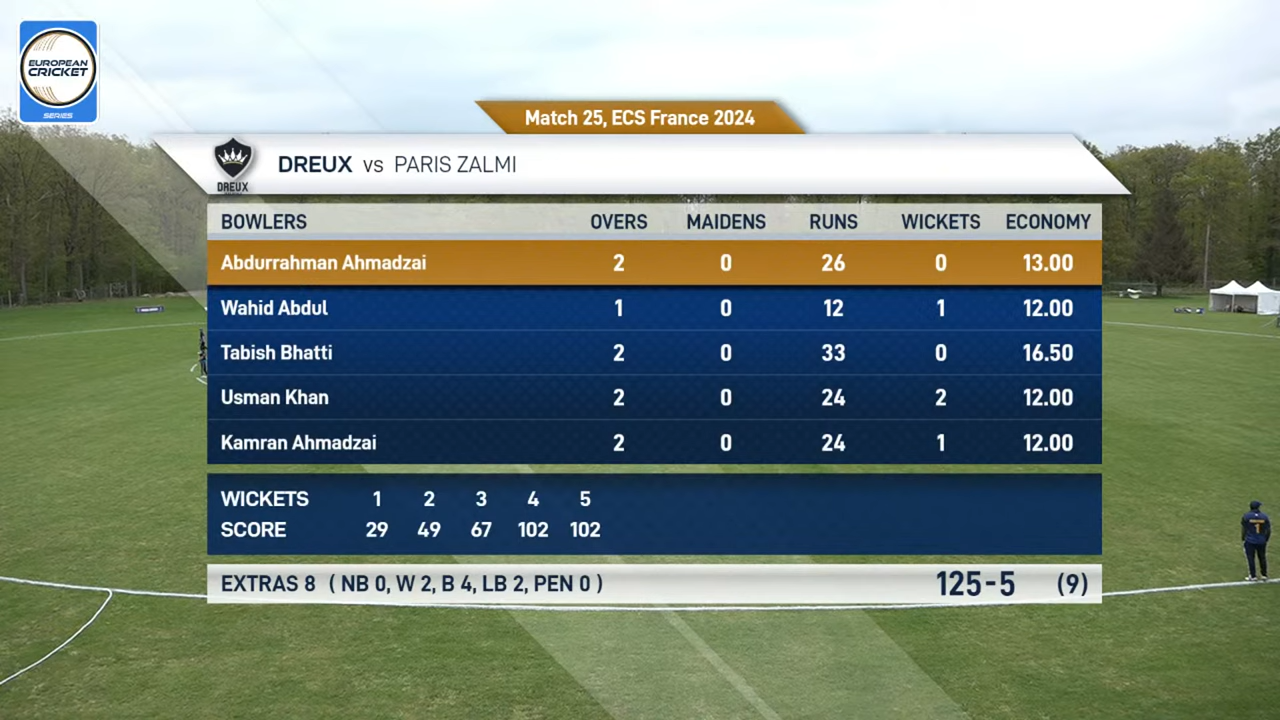 EUROPEAN
CRICKET
SERIES
Match 25, ECS France 2024
DREUX
DREUX vs PARIS ZALMI
BOWLERS OVERS MAIDENS RUNS WICKETS ECONOMY
Abdurrahman Ahmadzai 2 0 26 0 13.00
Wahid Abdul 1 0 12 1 12.00
Tabish Bhatti 2 0 33 0 16.50
Usman Khan 2 0 24 2 12.00
Kamran Ahmadzai 2 0 24 1 12.00
WICKETS 1 2 3 4 5
SCORE 29 49 67 102 102
EXTRAS 8 ( NB 0, W 2, B 4, LB 2, PEN 0 ) 125-5 (9)
1